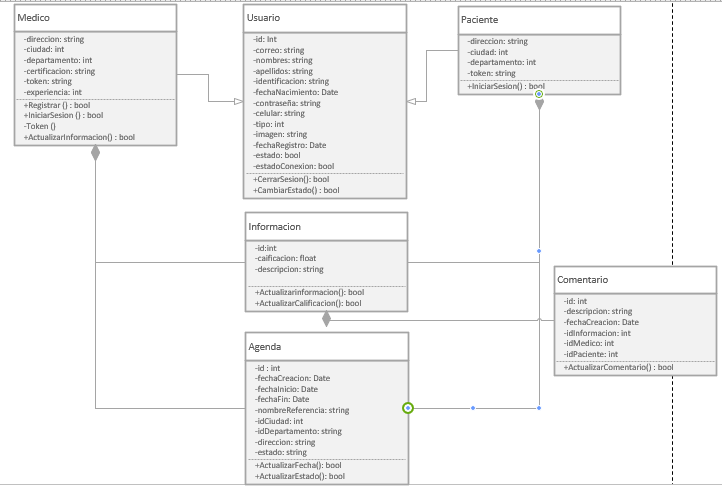 Medico
-direccion: string
-ciudad: int
-departamento: int
-certificacion: string
-token: string
-experiencia: int
+Registrar () : bool
+IniciarSesion () : bool
-Token ()
+ActualizarInformacion() : bool
Usuario
-id: Int
-correo: string
-nombres: string
-apellidos: string
-identificacion: string
-fechaNacimiento: Date
-contraseña: string
-celular: string
-tipo: int
-imagen: string
-fechaRegistro: Date
-estado: bool
-estadoConexion: bool
+CerrarSesion(): bool
+CambiarEstado() : bool
Paciente
-direccion: string
-ciudad: int
-departamento: int
-token: string
+IniciarSesion() : bool
Informacion
-id:int
-caificacion: float
-descripcion: string
+Actualizarinformacion(): bool
+ActualizarCalificacion(): bool
Comentario
-id: int
-descripcion: string
-fechaCreacion: Date
-idInformacion: int
-idMedico: int
-idPaciente: int
+ActualizarComentario() : bool
Agenda
-id : int
-fechaCreacion: Date
-fechaInicio: Date
-fechaFin: Date
-nombreReferencia: string
-idCiudad: int
-idDepartamento: string
-direccion: string
-estado: string
+ActualizarFecha(): bool
+ActualizarEstado(): bool